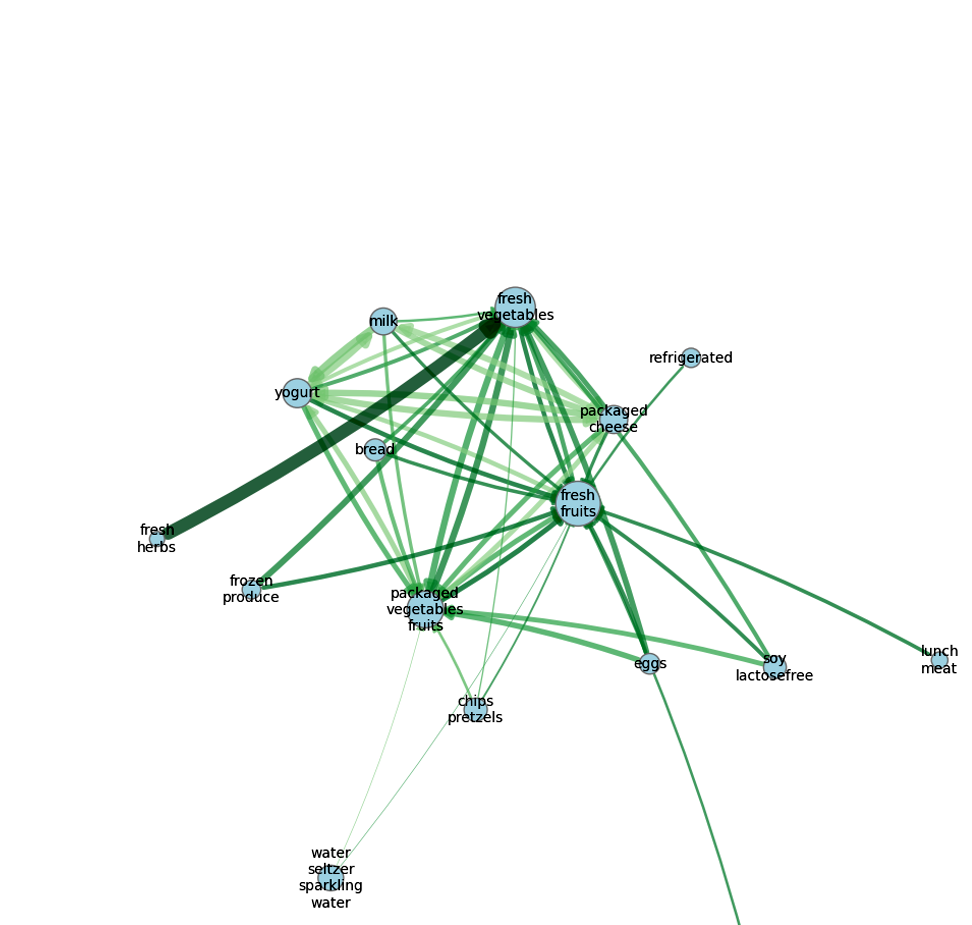 fresh
vegetables
milk
refrigerated
yogurt
packaged
cheese
bread
fresh
fruits
fresh
herbs
frozen
produce
packaged
vegetables
fruits
eggs
soy
lactosefree
lunch
meat
chips
pretzels
water
seltzer
sparkling
water